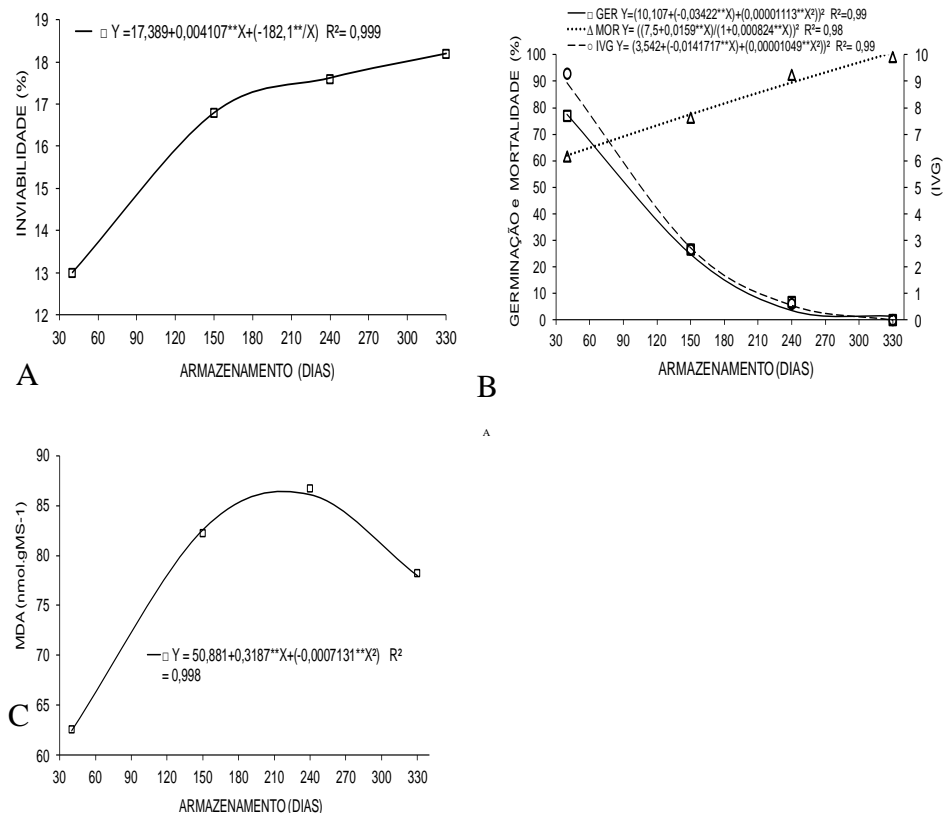 □ Y =17,389+0,004107**X+(-182,1**/X) R²= 0,999
INVIABILIDADE (%)
19
18
17
16
15
14
13
12
30 60 90 120 150 180 210 240 270 300 330
ARMAZENAMENTO (DIAS)
A
□ GER Y=(10,107+(-0,03422**X)+(0,00001113**X²))² R²=0,99
Δ MOR Y= ((7,5+0,0159**X)/(1+0,000824**X))² R²= 0,98
○ IVG Y= (3,542+(-0,0141717**X)+(0,00001049**X²))² R²= 0,99
GERMINAÇÃO e MORTALIDADE (%)
100
90
80
70
60
50
40
30
20
10
0
10
9
8
7
6
5
4
3
2
1
0
(IVG)
30 60 90 120 150 180 210 240 270 300 330
ARMAZENAMENTO (DIAS)
B
A
MDA (nmol.gMS-1)
90
85
80
75
70
65
60
□ Y = 50,881+0,3187**X+(-0,0007131**X²) R²
= 0,998
30 60 90 120 150 180 210 240 270 300 330
ARMAZENAMENTO (DIAS)
C